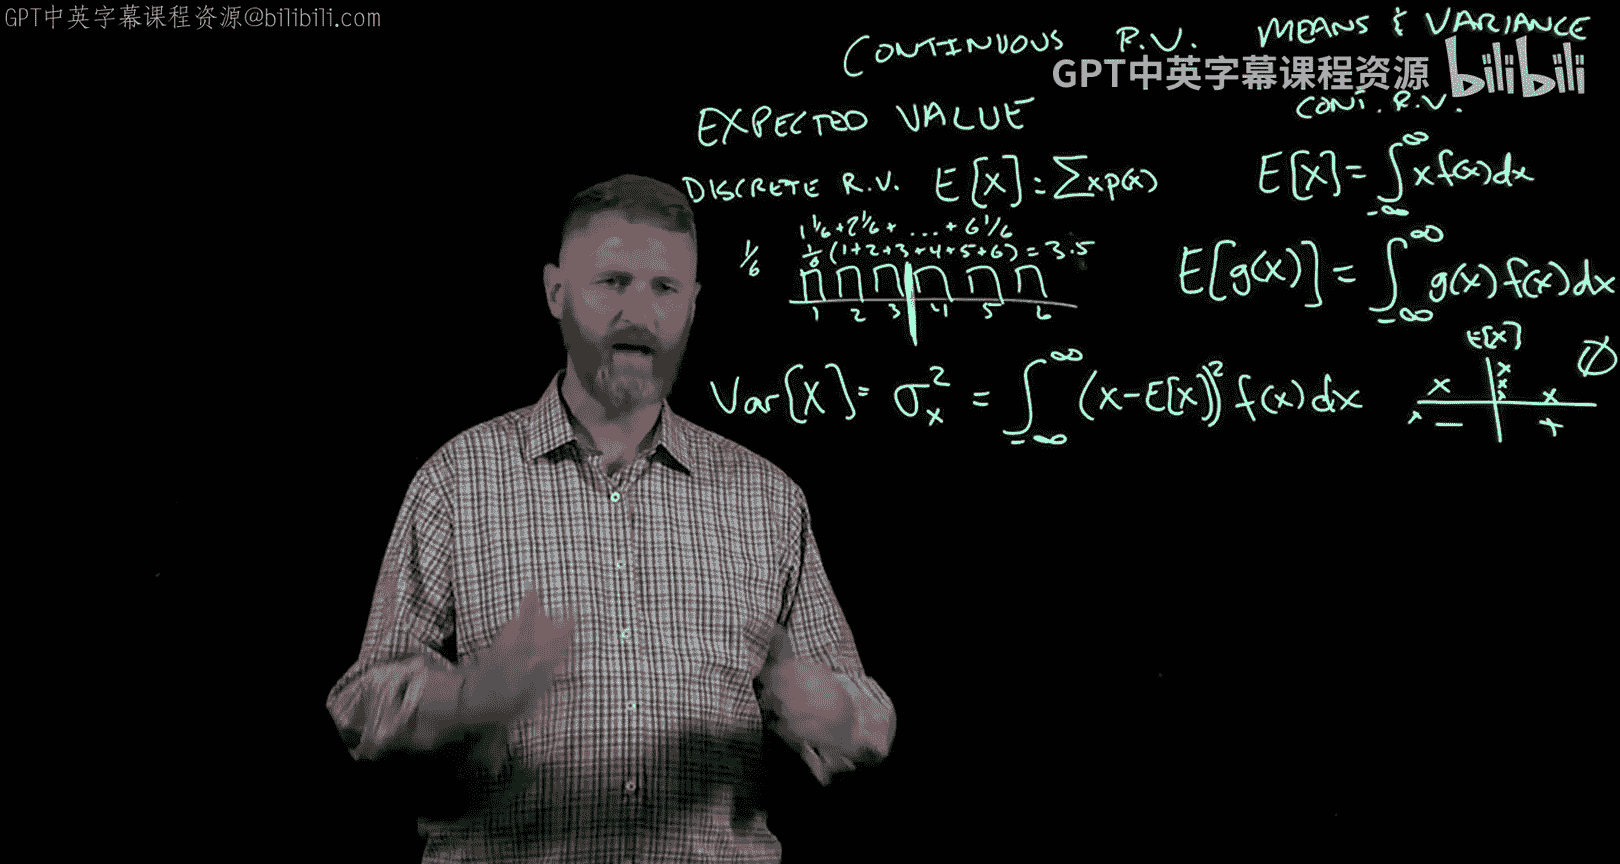 GPT中英字幕课程资源@bilibili.com
CONTINUOUS R.V. MEANS & VARIANCE
GPT中英字幕课程资源 bilibili
EXPECTED VALUE
CONT. R.V.
DISCRETE R.V. E[X] = ∑xp(x)
E[X] = ∫_{-∞}^{∞} x f(x) dx
1 1/6 + 2 1/6 + ... + 6 1/6
1/6
1/6 (1+2+3+4+5+6) = 3.5
1 2 3 4 5 6
E[g(x)] = ∫_{-∞}^{∞} g(x) f(x) dx
Var[X] = σ_x^2 = ∫_{-∞}^{∞} (x-E[X])^2 f(x) dx
E[X]
∅
x x x x x
x − +